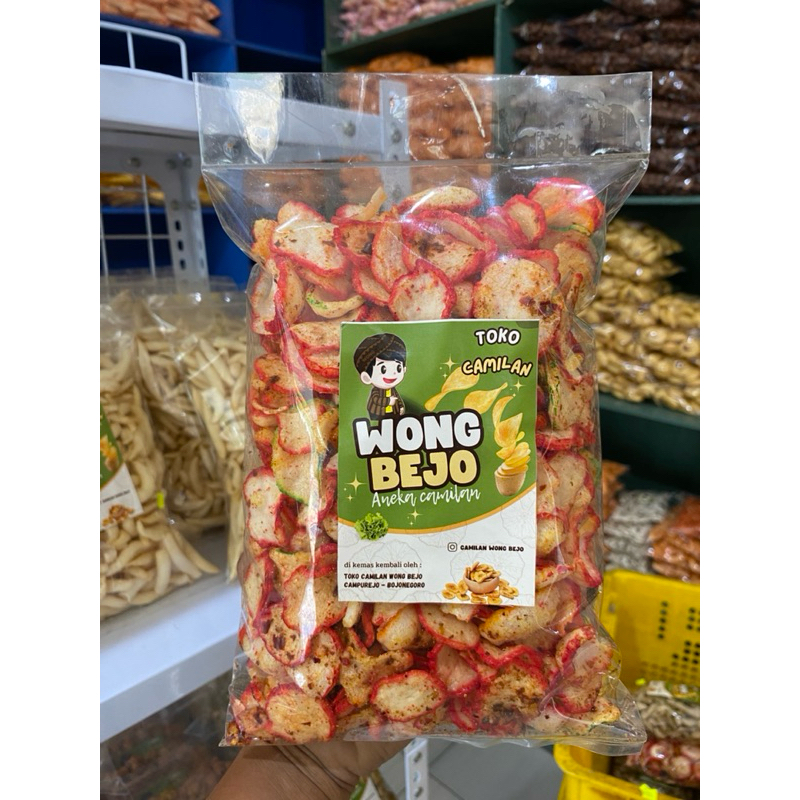 TOKO
CAMILAN
WONG
BEJO
Aneka camilan
CAMILAN WONG BEJO
di kemas kembali oleh :
TOKO CAMILAN WONG BEJO
CAMPUREJO - BOJONEGORO